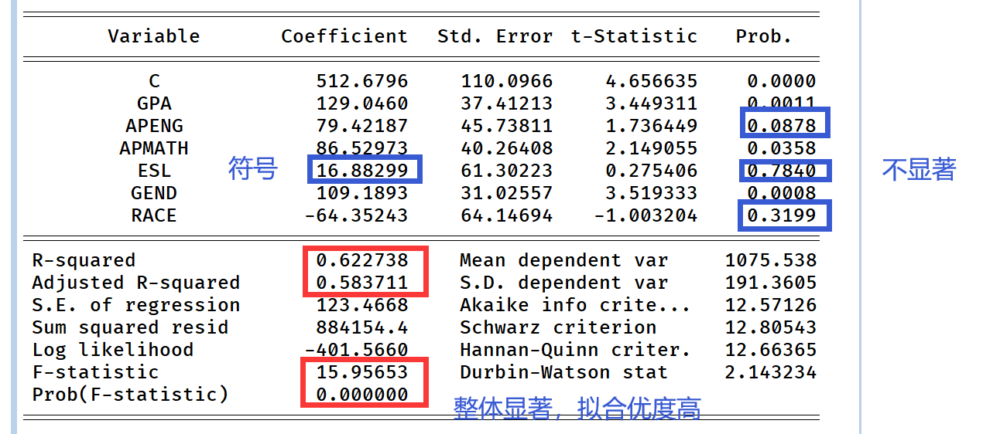 Variable Coefficient Std. Error t-Statistic Prob.
C 512.6796 110.0966 4.656635 0.0000
GPA 129.0460 37.41213 3.449311 0.0011
APENG 79.42187 45.73811 1.736449 0.0878
APMATH 86.52973 40.26408 2.149055 0.0358
符号 ESL 16.88299 61.30223 0.275406 0.7840 不显著
GEND 109.1893 31.02557 3.519333 0.0008
RACE -64.35243 64.14694 -1.003204 0.3199
R-squared 0.622738 Mean dependent var 1075.538
Adjusted R-squared 0.583711 S.D. dependent var 191.3605
S.E. of regression 123.4668 Akaike info crite... 12.57126
Sum squared resid 884154.4 Schwarz criterion 12.80543
Log likelihood -401.5660 Hannan-Quinn criter. 12.66365
F-statistic 15.95653 Durbin-Watson stat 2.143234
Prob(F-statistic) 0.000000
整体显著，拟合优度高